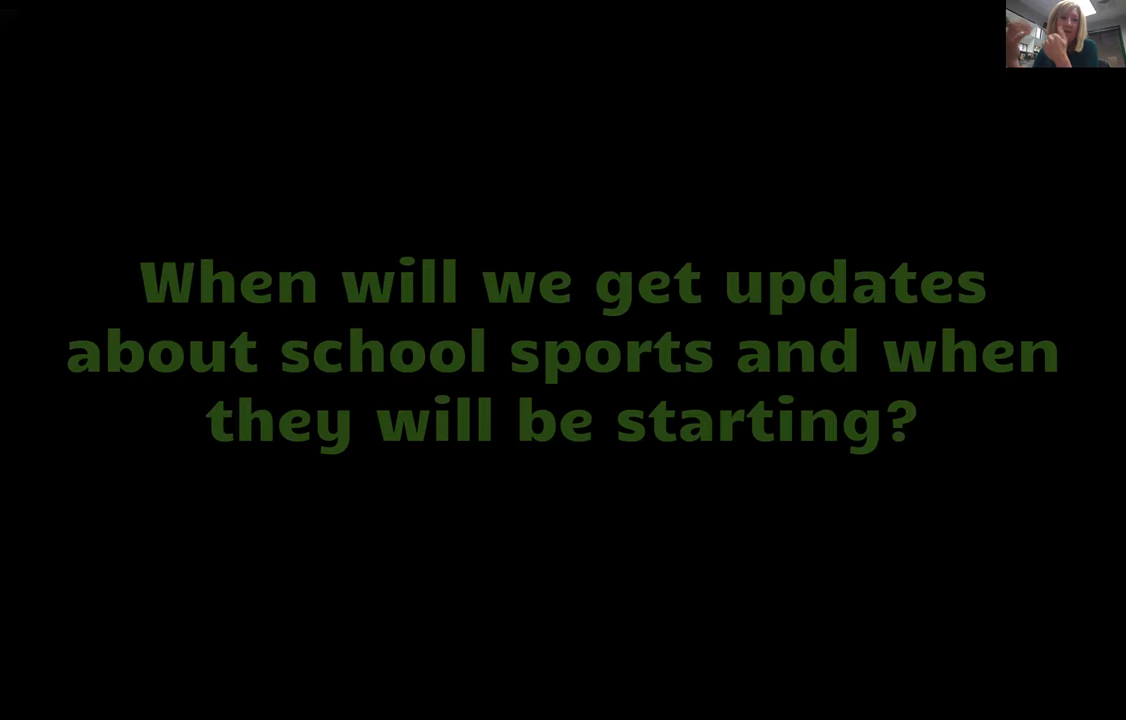 When will we get updates
about school sports and when
they will be starting?